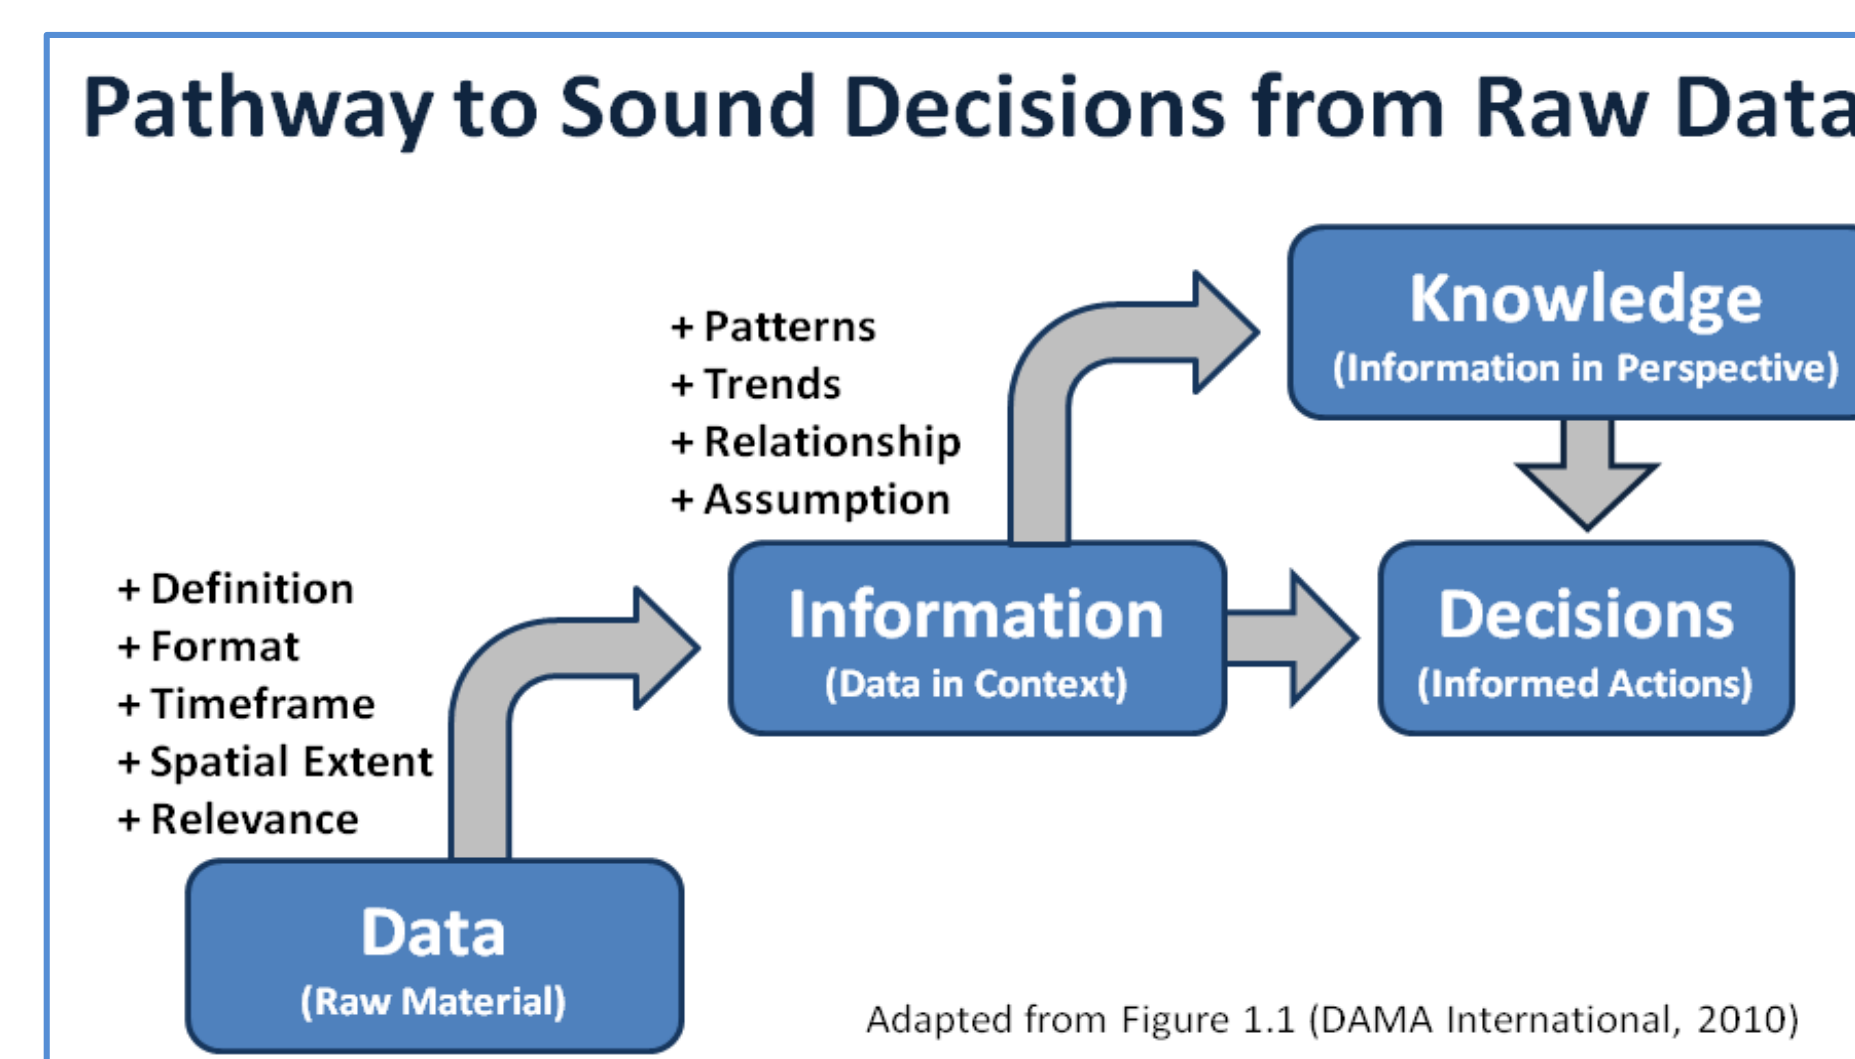 Pathway to Sound Decisions from Raw Data
Knowledge
(Information in Perspective)
+ Patterns
+ Trends
+ Relationship
+ Assumption
Information
(Data in Context)
Decisions
(Informed Actions)
+ Definition
+ Format
+ Timeframe
+ Spatial Extent
+ Relevance
Data
(Raw Material)
Adapted from Figure 1.1 (DAMA International, 2010)